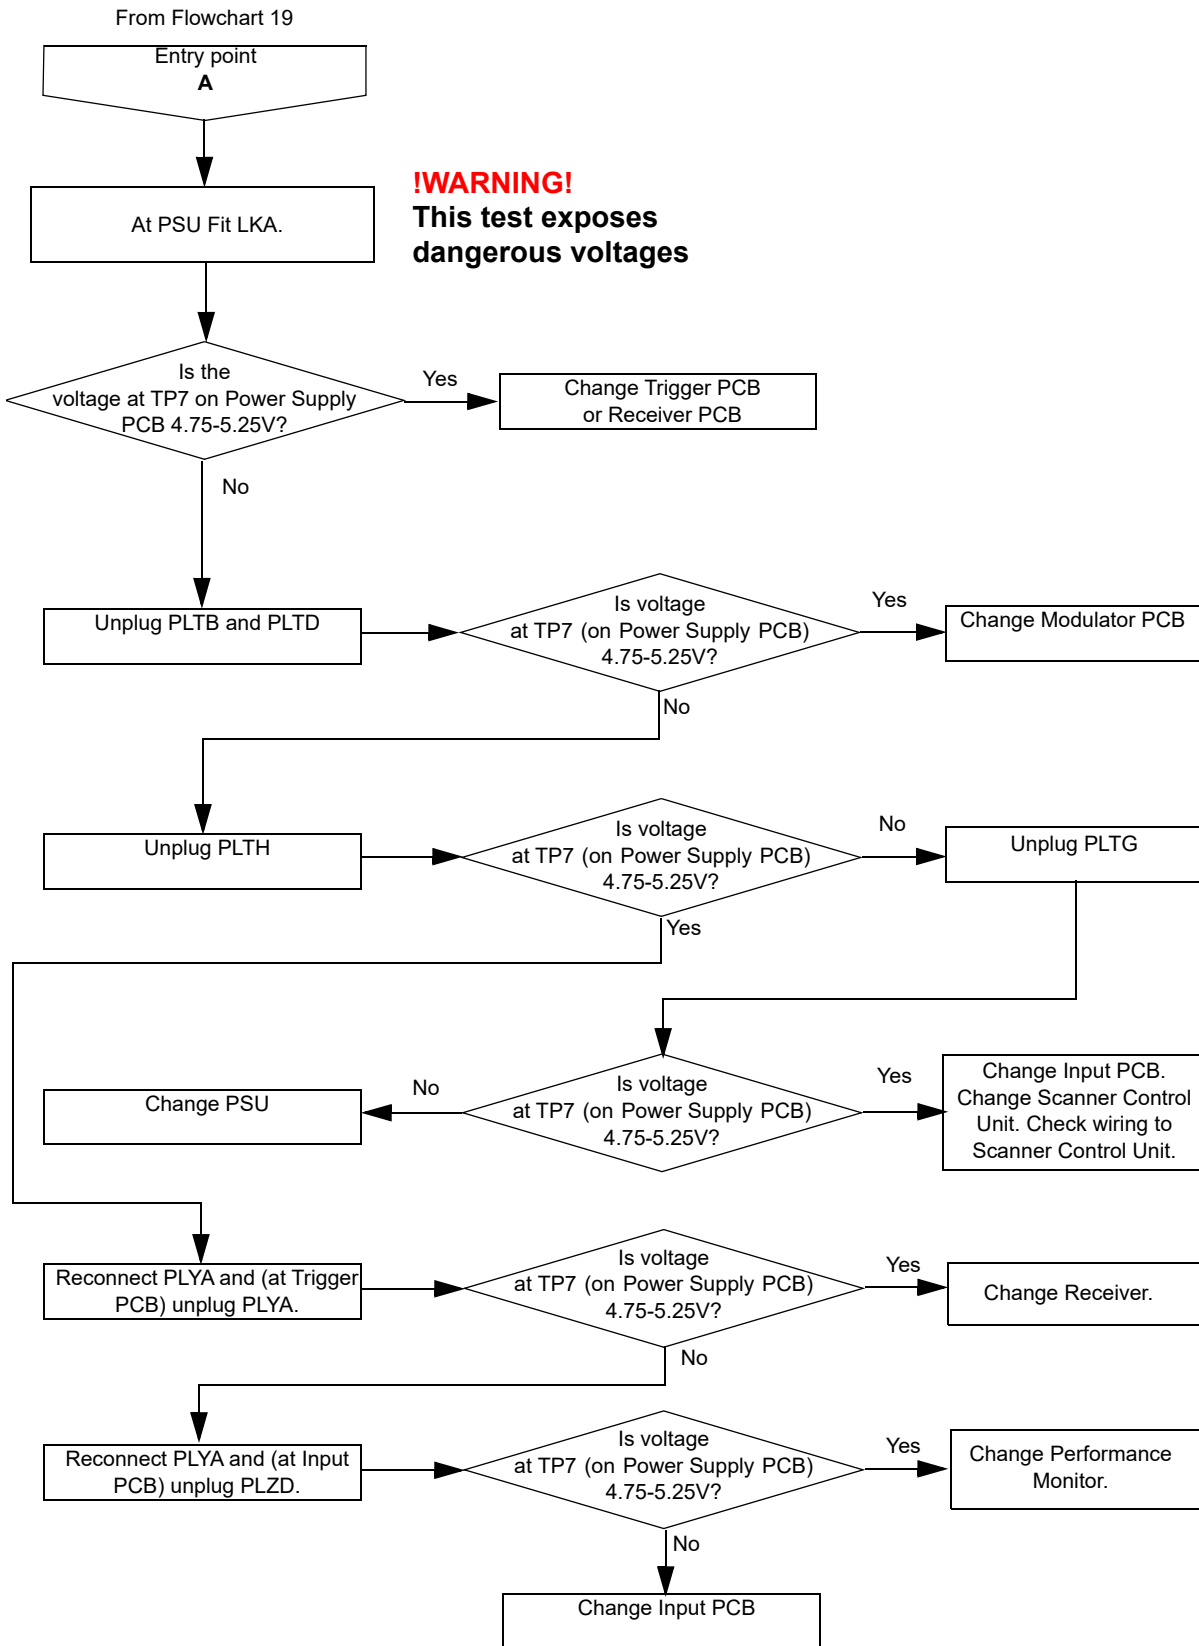 From Flowchart 19
Entry point
A
At PSU Fit LKA.
!WARNING!
This test exposes
dangerous voltages
Is the
voltage at TP7 on Power Supply
PCB 4.75-5.25V?
Yes
Change Trigger PCB
or Receiver PCB
No
Unplug PLTB and PLTD
Is voltage
at TP7 (on Power Supply PCB)
4.75-5.25V?
Yes
Change Modulator PCB
No
Unplug PLTH
Is voltage
at TP7 (on Power Supply PCB)
4.75-5.25V?
No
Unplug PLTG
Yes
Change PSU
No
Is voltage
at TP7 (on Power Supply PCB)
4.75-5.25V?
Yes
Change Input PCB.
Change Scanner Control
Unit. Check wiring to
Scanner Control Unit.
Reconnect PLYA and (at Trigger
PCB) unplug PLYA.
Is voltage
at TP7 (on Power Supply PCB)
4.75-5.25V?
Yes
Change Receiver.
No
Reconnect PLYA and (at Input
PCB) unplug PLZD.
Is voltage
at TP7 (on Power Supply PCB)
4.75-5.25V?
Yes
Change Performance
Monitor.
No
Change Input PCB